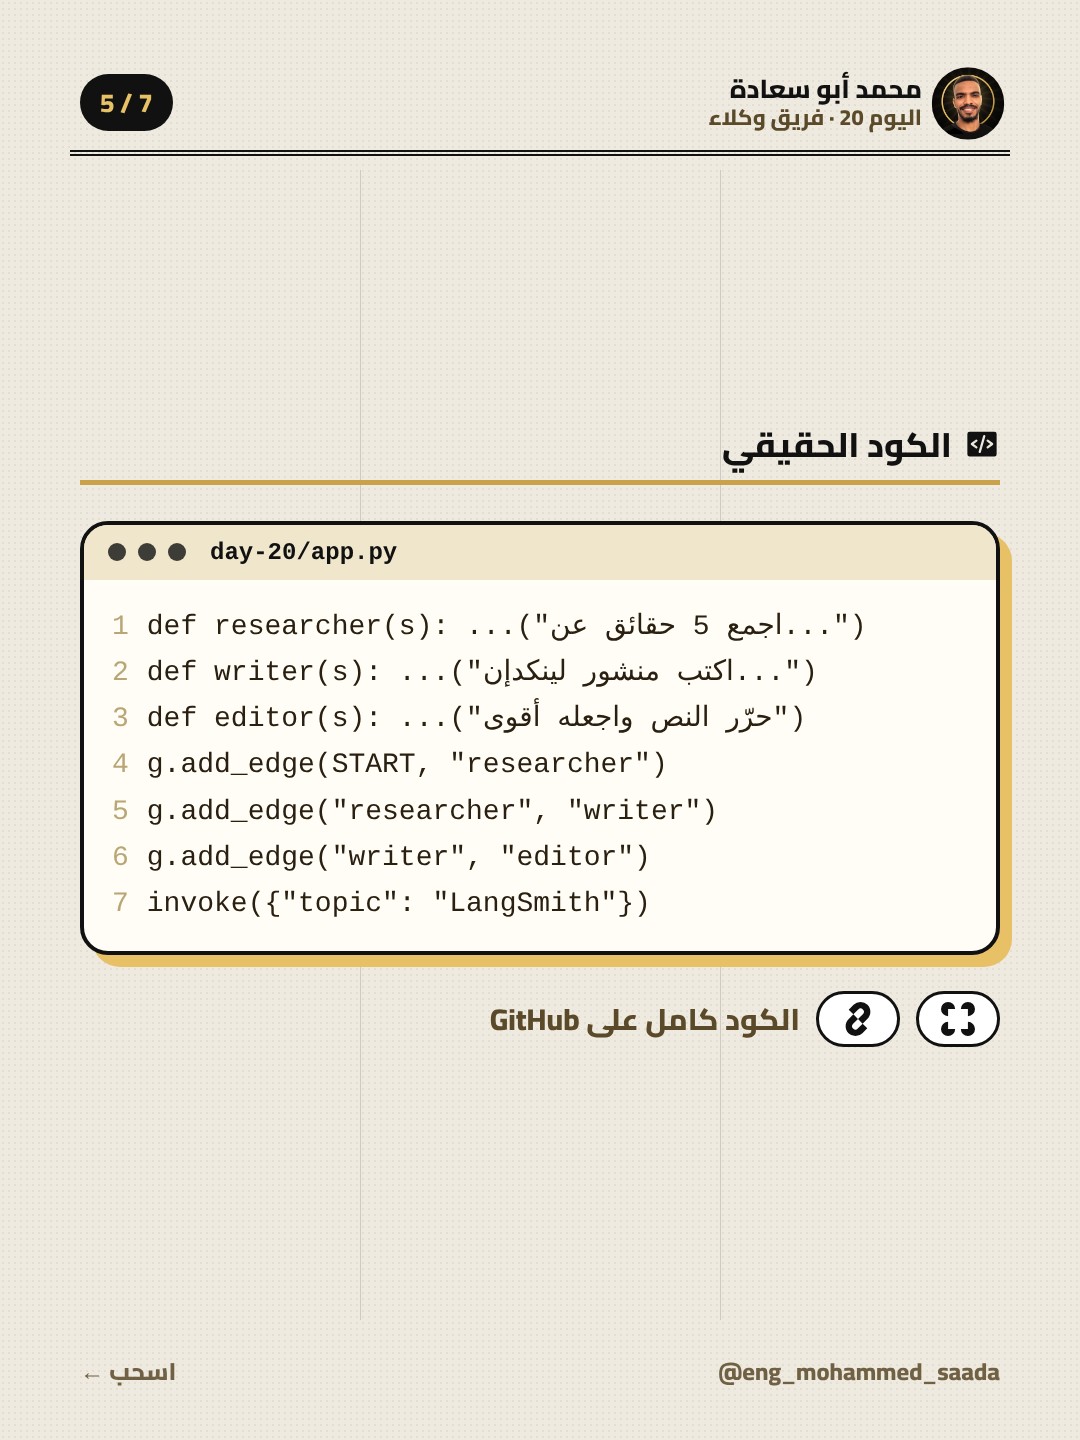 محمد أبو سعادة
اليوم 20 · فريق وكلاء
5 / 7
الكود الحقيقي
day-20/app.py
1 def researcher(s): ...("اجمع 5 حقائق عن...")
2 def writer(s): ...("اكتب منشور لينكدإن...")
3 def editor(s): ...("حرّر النص واجعله أقوى")
4 g.add_edge(START, "researcher")
5 g.add_edge("researcher", "writer")
6 g.add_edge("writer", "editor")
7 invoke({"topic": "LangSmith"})
الكود كامل على GitHub
@eng_mohammed_saada
اسحب ←